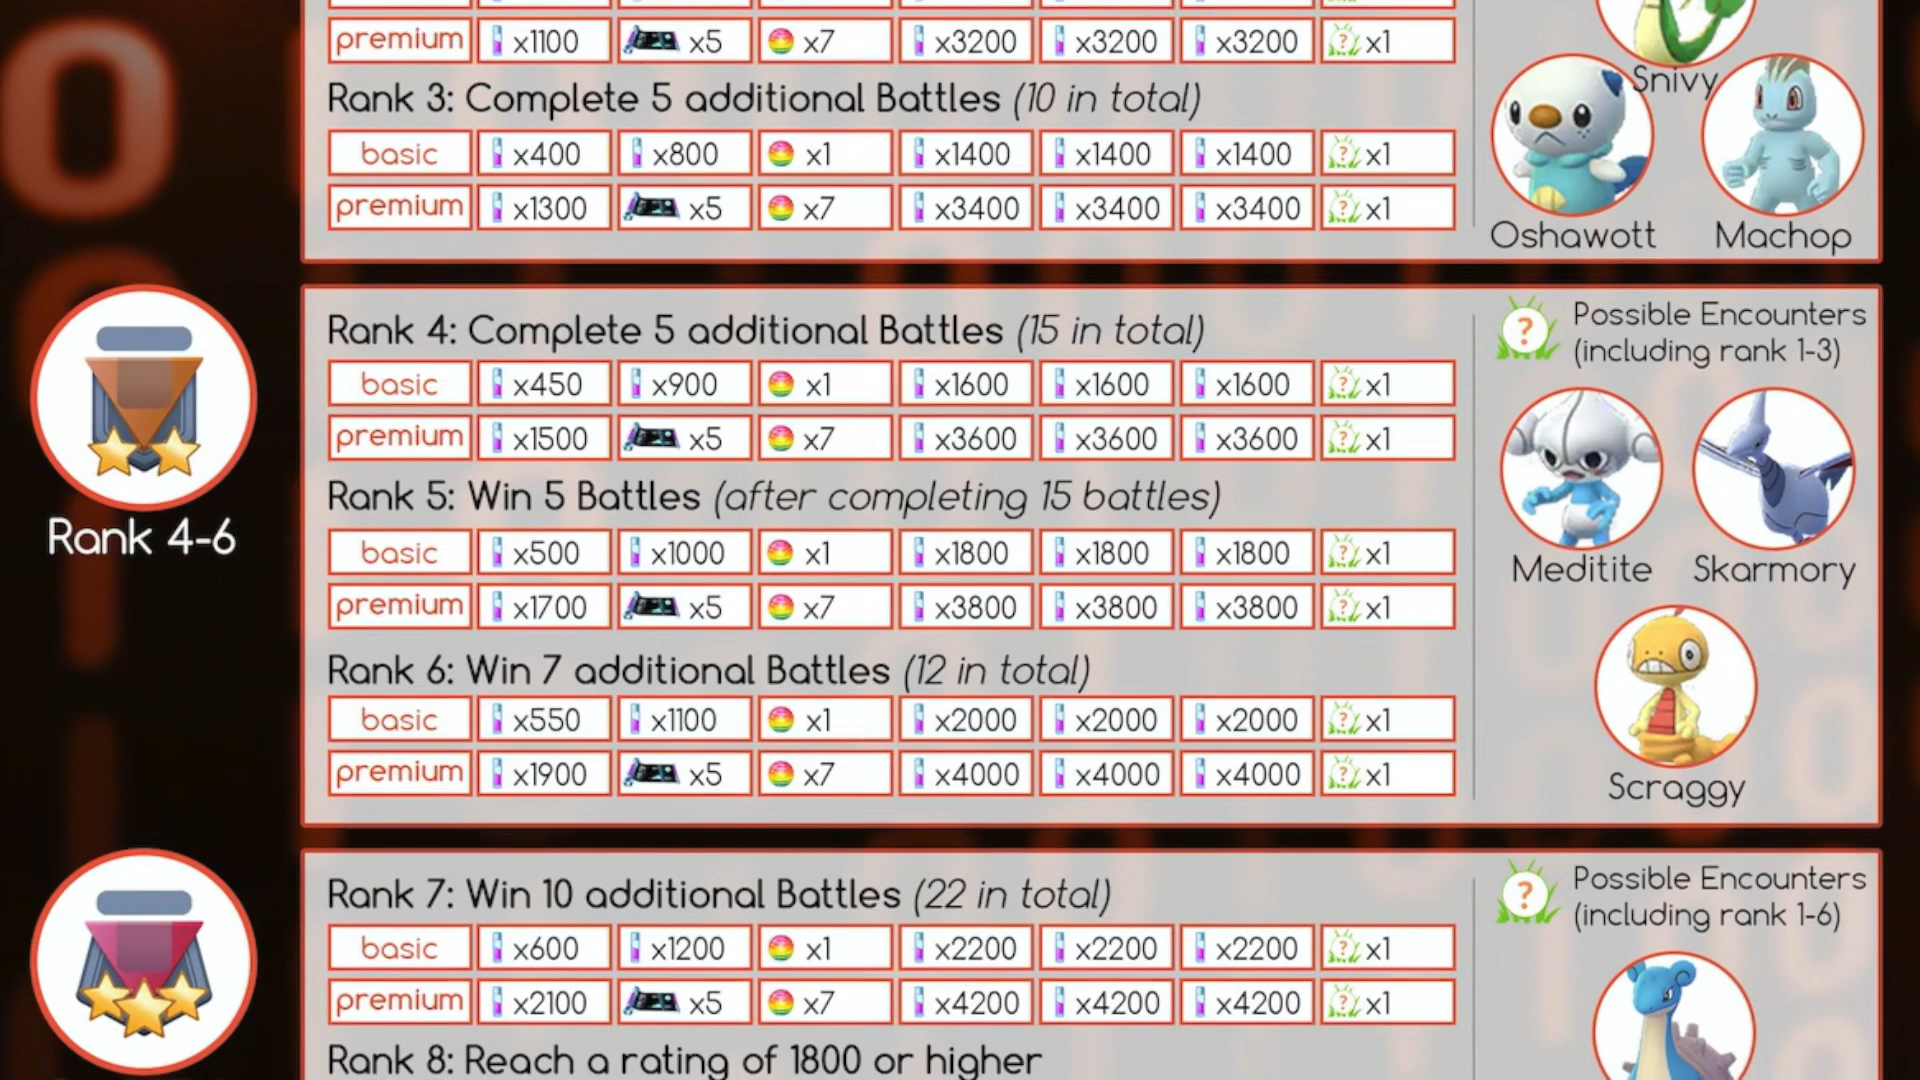 premium x1100 x5 x7 x3200 x3200 x3200 ? x1
Snivy
Rank 3: Complete 5 additional Battles (10 in total)
basic x400 x800 x1 x1400 x1400 x1400 ? x1
premium x1300 x5 x7 x3400 x3400 x3400 ? x1
Oshawott Machop
Rank 4-6
Rank 4: Complete 5 additional Battles (15 in total)
basic x450 x900 x1 x1600 x1600 x1600 ? x1
premium x1500 x5 x7 x3600 x3600 x3600 ? x1
Rank 5: Win 5 Battles (after completing 15 battles)
basic x500 x1000 x1 x1800 x1800 x1800 ? x1
premium x1700 x5 x7 x3800 x3800 x3800 ? x1
Rank 6: Win 7 additional Battles (12 in total)
basic x550 x1100 x1 x2000 x2000 x2000 ? x1
premium x1900 x5 x7 x4000 x4000 x4000 ? x1
? Possible Encounters
(including rank 1-3)
Meditite Skarmory
Scraggy
Rank 7: Win 10 additional Battles (22 in total)
basic x600 x1200 x1 x2200 x2200 x2200 ? x1
premium x2100 x5 x7 x4200 x4200 x4200 ? x1
Rank 8: Reach a rating of 1800 or higher
? Possible Encounters
(including rank 1-6)